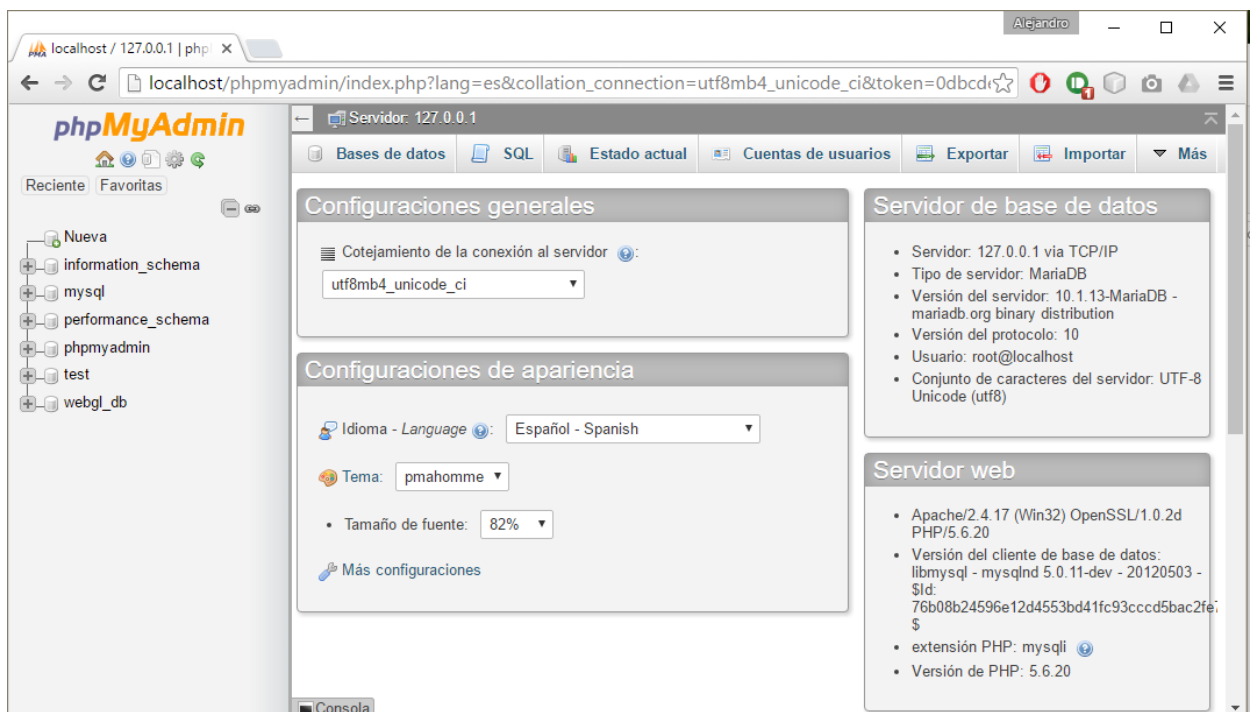 Alejandro
localhost / 127.0.0.1 | php
localhost/phpmyadmin/index.php?lang=es&collation_connection=utf8mb4_unicode_ci&token=0dbcd
1
phpMyAdmin
Reciente Favoritas
Nueva
information_schema
mysql
performance_schema
phpmyadmin
test
webgl_db
Servidor: 127.0.0.1
Bases de datos SQL Estado actual Cuentas de usuarios Exportar Importar Más
Configuraciones generales
Cotejamiento de la conexión al servidor :
utf8mb4_unicode_ci
Configuraciones de apariencia
Idioma - Language : Español - Spanish
Tema: pmahomme
• Tamaño de fuente: 82%
Más configuraciones
Consola
Servidor de base de datos
• Servidor: 127.0.0.1 via TCP/IP
• Tipo de servidor: MariaDB
• Versión del servidor: 10.1.13-MariaDB -
mariadb.org binary distribution
• Versión del protocolo: 10
• Usuario: root@localhost
• Conjunto de caracteres del servidor: UTF-8
Unicode (utf8)
Servidor web
• Apache/2.4.17 (Win32) OpenSSL/1.0.2d
PHP/5.6.20
• Versión del cliente de base de datos:
libmysql - mysqlnd 5.0.11-dev - 20120503 -
$Id:
76b08b24596e12d4553bd41fc93cccd5bac2fe7
$
• extensión PHP: mysqli
• Versión de PHP: 5.6.20